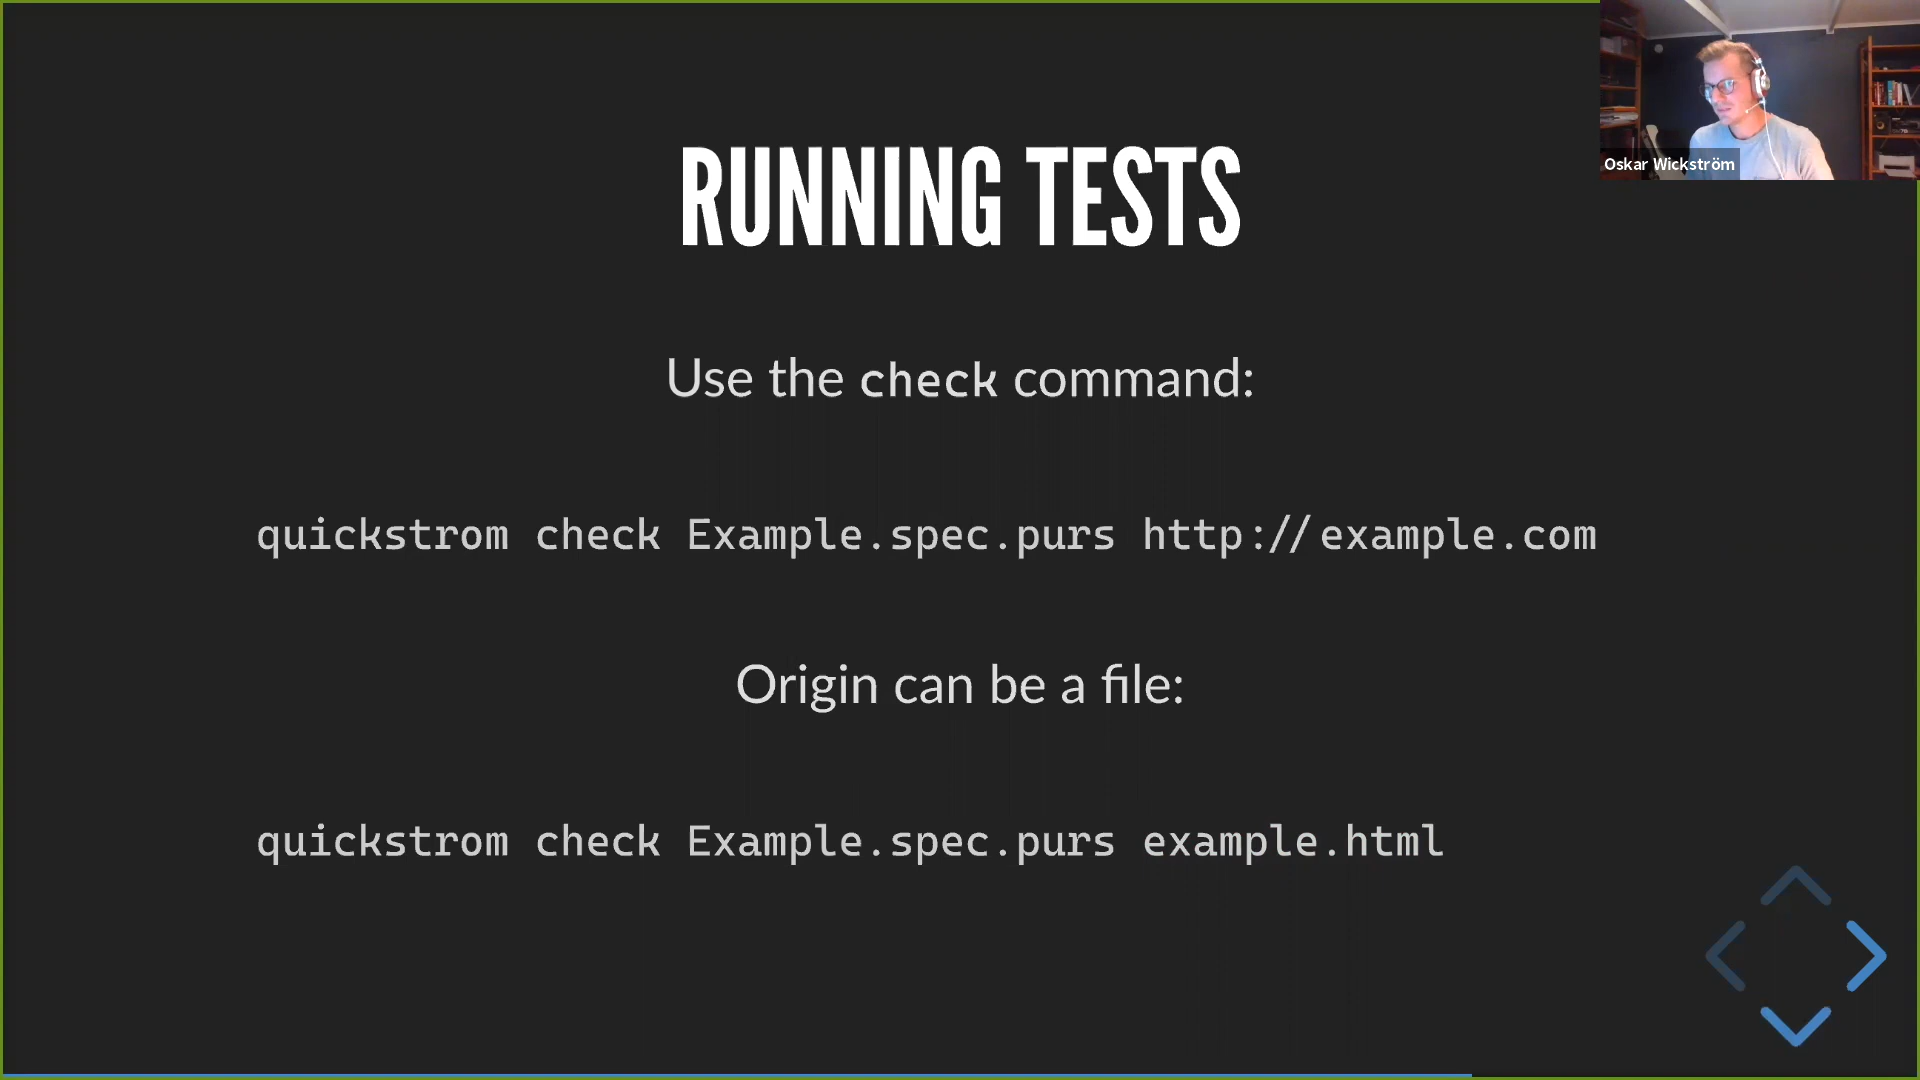 Oskar Wickström
RUNNING TESTS
Use the check command:
quickstrom check Example.spec.purs http://example.com
Origin can be a file:
quickstrom check Example.spec.purs example.html